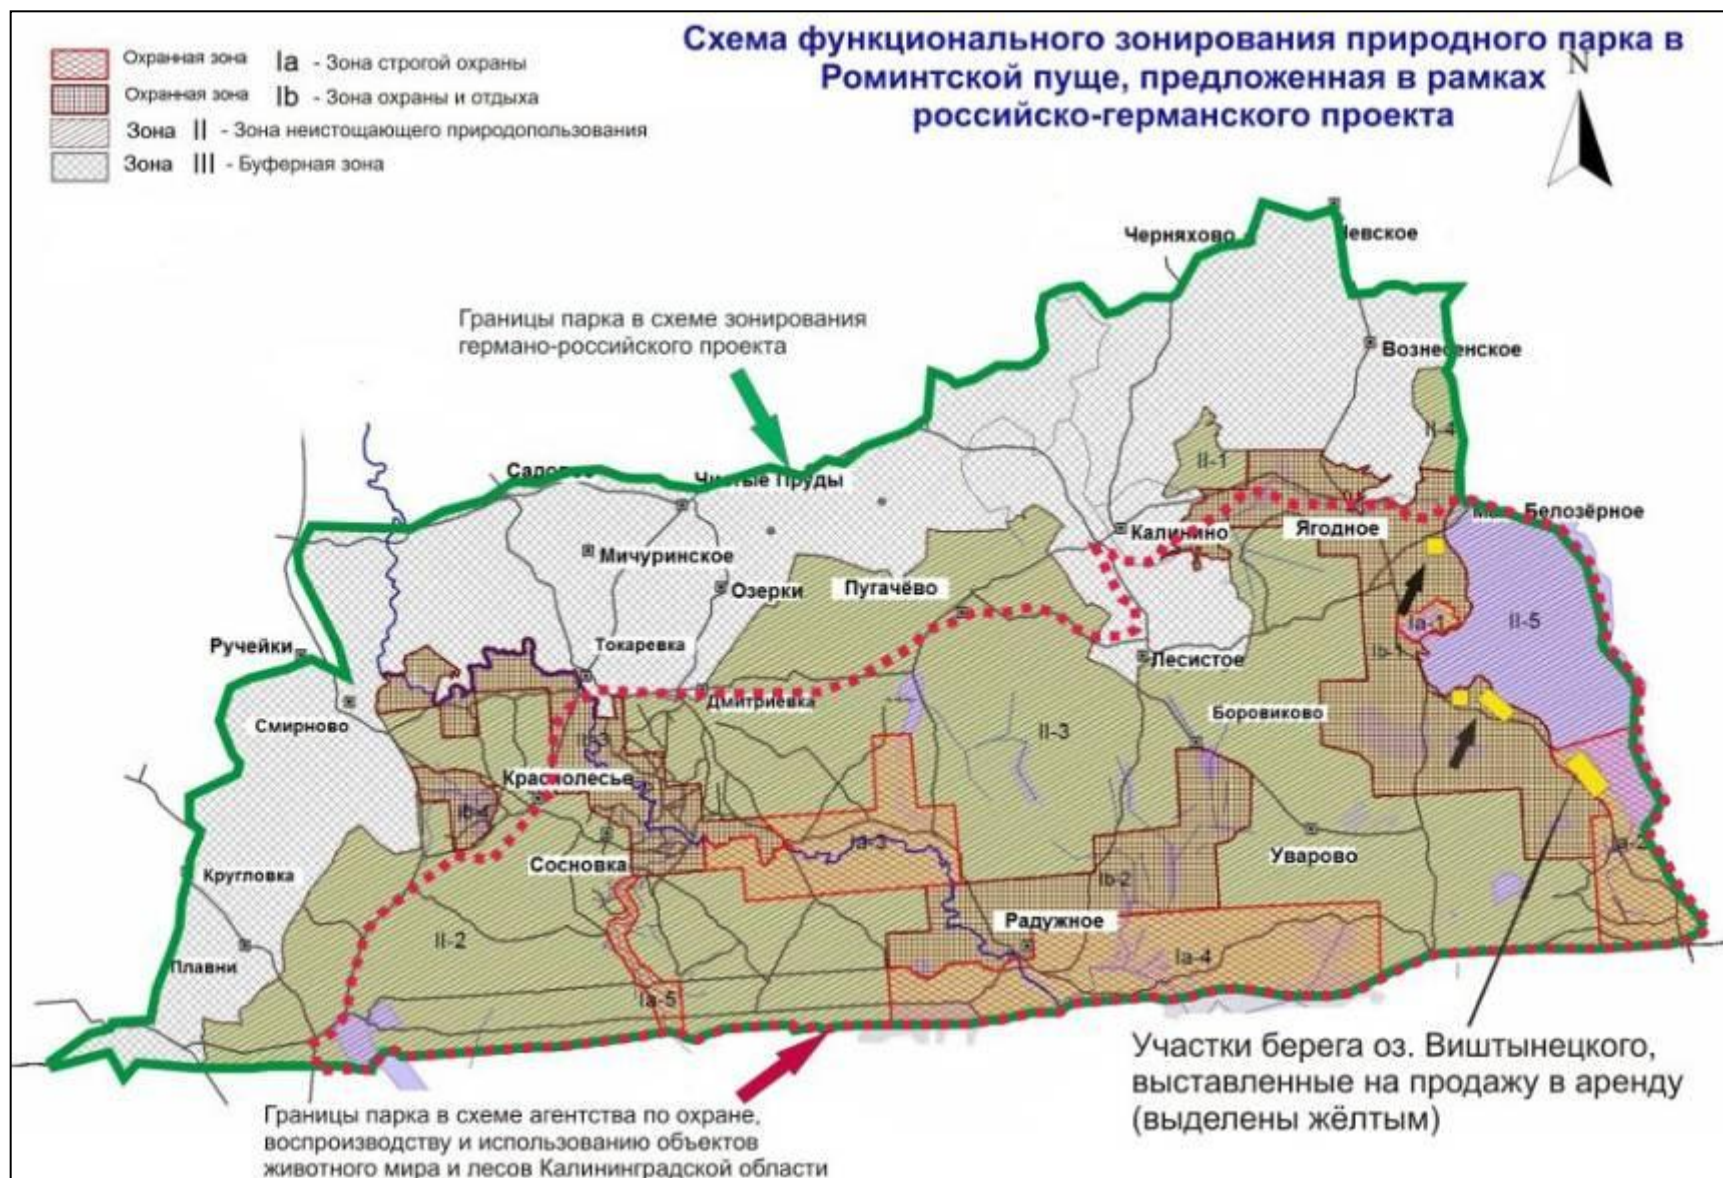 Схема функционального зонирования природного парка в
Роминтской пуще, предложенная в рамках
российско-германского проекта
N
Охранная зона Ia - Зона строгой охраны
Охранная зона Ib - Зона охраны и отдыха
Зона II - Зона неистощающего природопользования
Зона III - Буферная зона
Черняхово
Границы парка в схеме зонирования
германо-российского проекта
Вознесенское
II-4
II-1
Пруды
Белозёрное
Калинино
Ягодное
Мичуринское
Озерки
Пугачёво
Ia-1
II-5
Ручейки
Токаревка
Лесистое
Ib-1
Смирново
Дмитриевка
Боровиково
II-3
Краснолесье
Ib-4
Сосновка
Ia-3
Уварово
Ia-2
Кругловка
Ib-2
Радужное
II-2
Плавни
Ia-4
Ia-5
Участки берега оз. Виштынецкого,
выставленные на продажу в аренду
(выделены жёлтым)
Границы парка в схеме агентства по охране,
воспроизводству и использованию объектов
животного мира и лесов Калининградской области